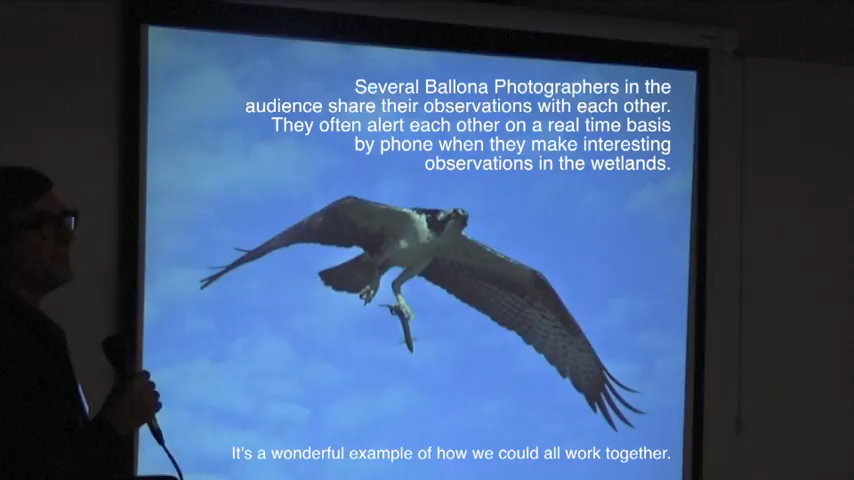 Several Ballona Photographers in the
audience share their observations with each other.
They often alert each other on a real time basis
by phone when they make interesting
observations in the wetlands.
It's a wonderful example of how we could all work together.